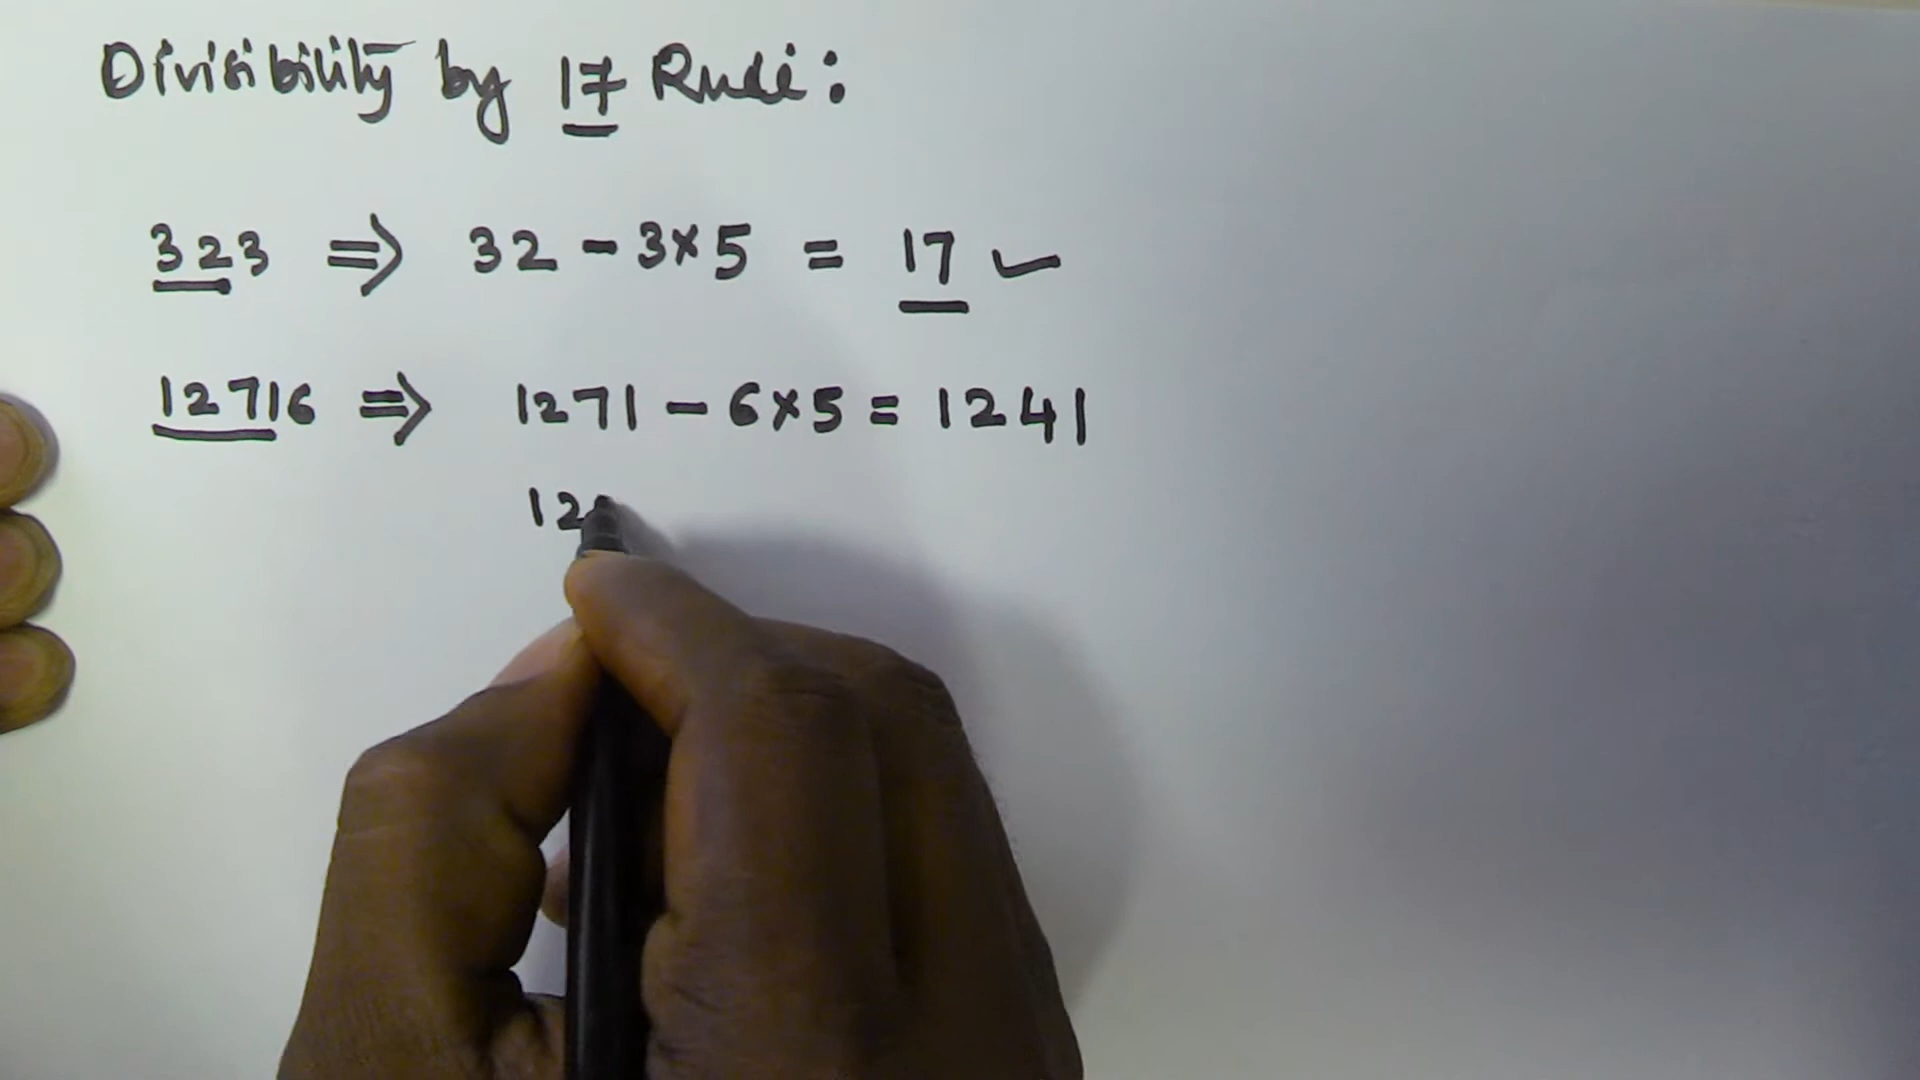 Divisibility by 17 Rule:
323 ⇒ 32 - 3×5 = 17 ✓
12716 ⇒ 1271 - 6×5 = 1241
12